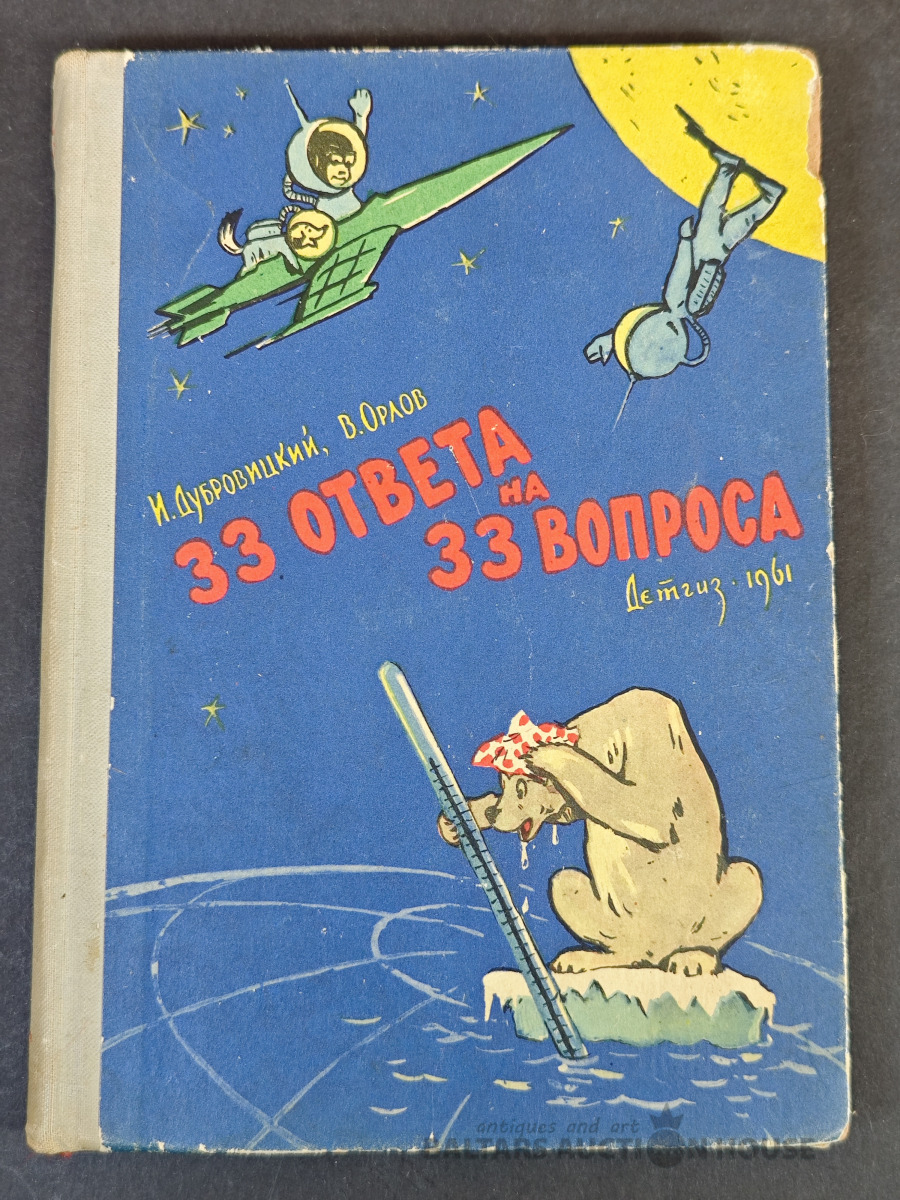 И. Дубровицкий, В. Орлов
33 ОТВЕТА
НА
33 ВОПРОСА
Детгиз · 1961
antiques and art
BALTARS AUCTION HOUSE